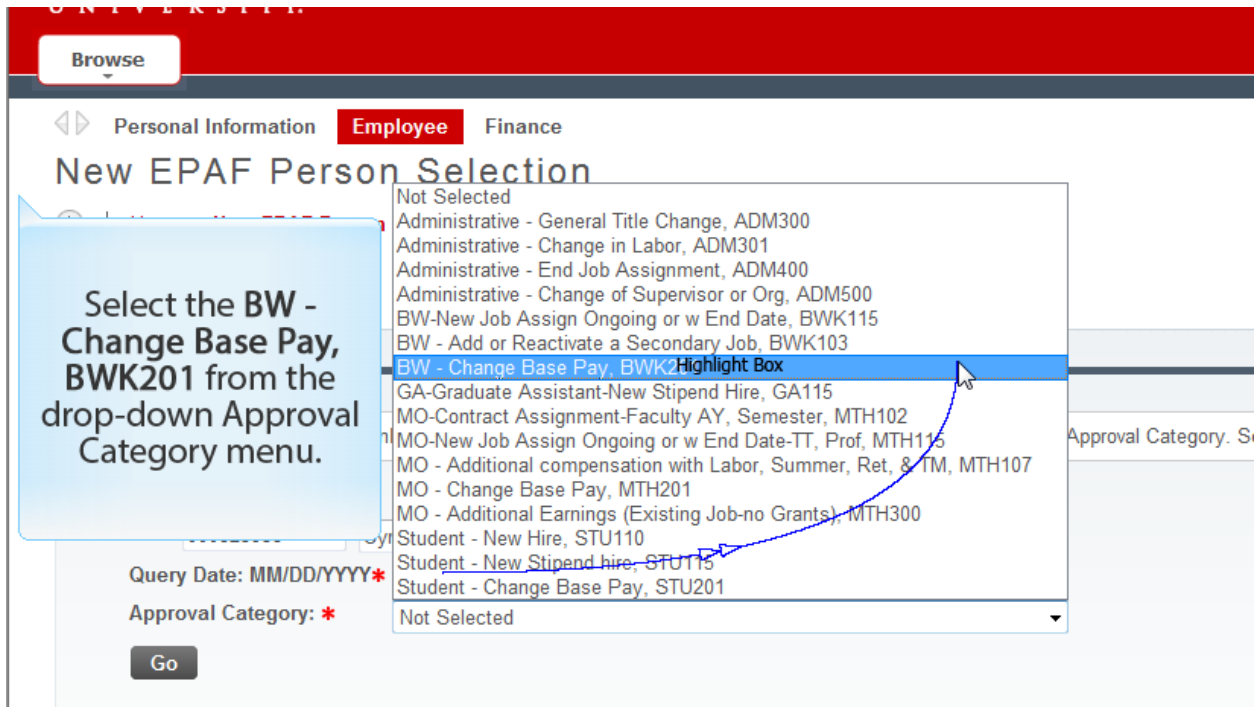 UNIVERSITY.
Browse
Personal Information Employee Finance
New EPAF Person Selection
Select the BW -
Change Base Pay,
BWK201 from the
drop-down Approval
Category menu.
Not Selected
Administrative - General Title Change, ADM300
Administrative - Change in Labor, ADM301
Administrative - End Job Assignment, ADM400
Administrative - Change of Supervisor or Org, ADM500
BW-New Job Assign Ongoing or w End Date, BWK115
BW - Add or Reactivate a Secondary Job, BWK103
BW - Change Base Pay, BWK2 Highlight Box
GA-Graduate Assistant-New Stipend Hire, GA115
MO-Contract Assignment-Faculty AY, Semester, MTH102
MO-New Job Assign Ongoing or w End Date-TT, Prof, MTH115
Approval Category. Se
MO - Additional compensation with Labor, Summer, Ret, & TM, MTH107
MO - Change Base Pay, MTH201
MO - Additional Earnings (Existing Job-no Grants), MTH300
Student - New Hire, STU110
Student - New Stipend hire, STU115
Student - Change Base Pay, STU201
Query Date: MM/DD/YYYY*
Approval Category: * Not Selected
Go